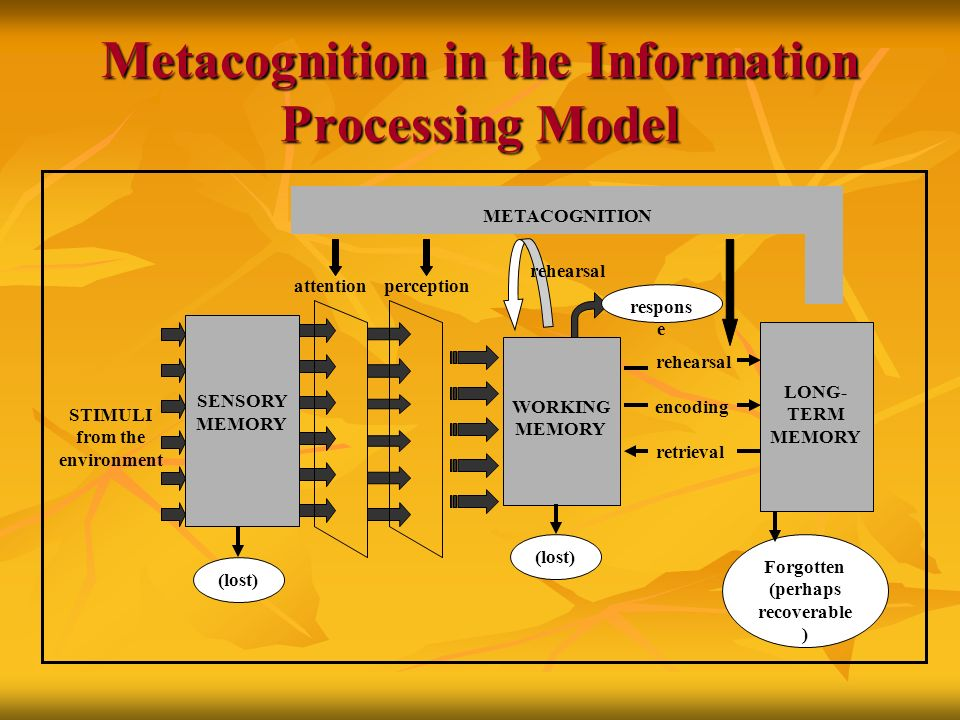 Metacognition in the Information
Processing Model
METACOGNITION
rehearsal
attention
perception
respons
e
rehearsal
SENSORY
MEMORY
LONG-
TERM
MEMORY
WORKING
MEMORY
encoding
STIMULI
from the
environment
retrieval
(lost)
(lost)
Forgotten
(perhaps
recoverable
)